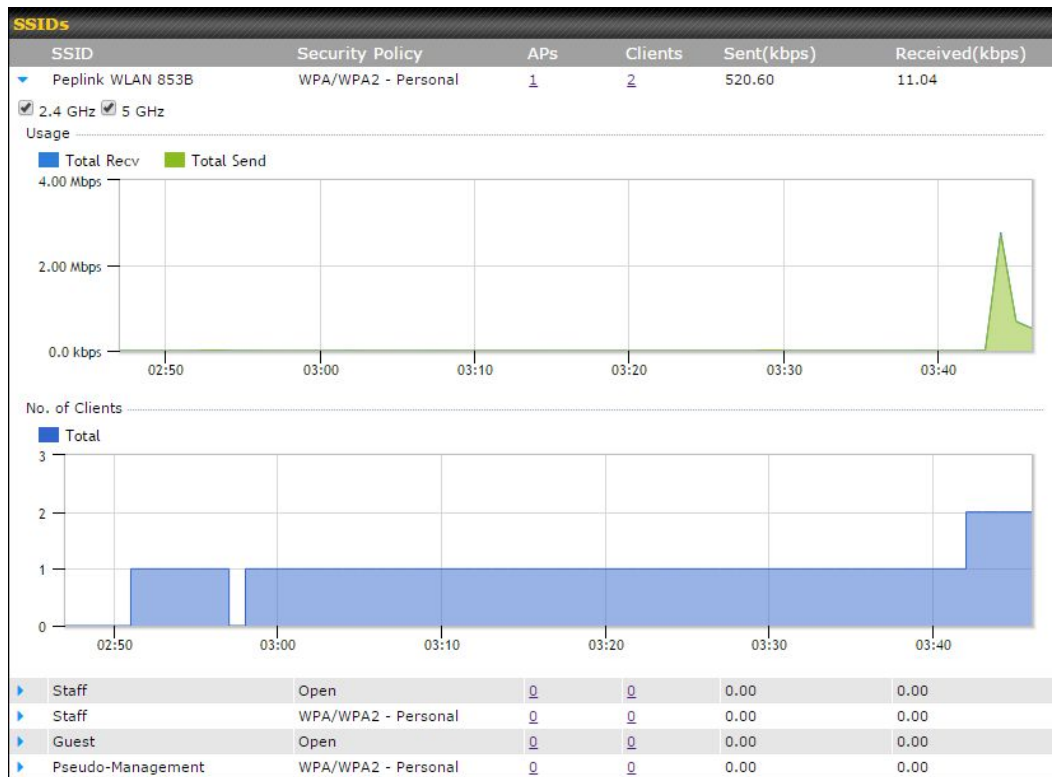 SSIDs
SSID Security Policy APs Clients Sent(kbps) Received(kbps)
Peplink WLAN 853B WPA/WPA2 - Personal 1 2 520.60 11.04
2.4 GHz 5 GHz
Usage
Total Recv Total Send
4.00 Mbps
2.00 Mbps
0.0 kbps
02:50 03:00 03:10 03:20 03:30 03:40
No. of Clients
Total
3
2
1
0
02:50 03:00 03:10 03:20 03:30 03:40
Staff Open 0 0 0.00 0.00
Staff WPA/WPA2 - Personal 0 0 0.00 0.00
Guest Open 0 0 0.00 0.00
Pseudo-Management WPA/WPA2 - Personal 0 0 0.00 0.00